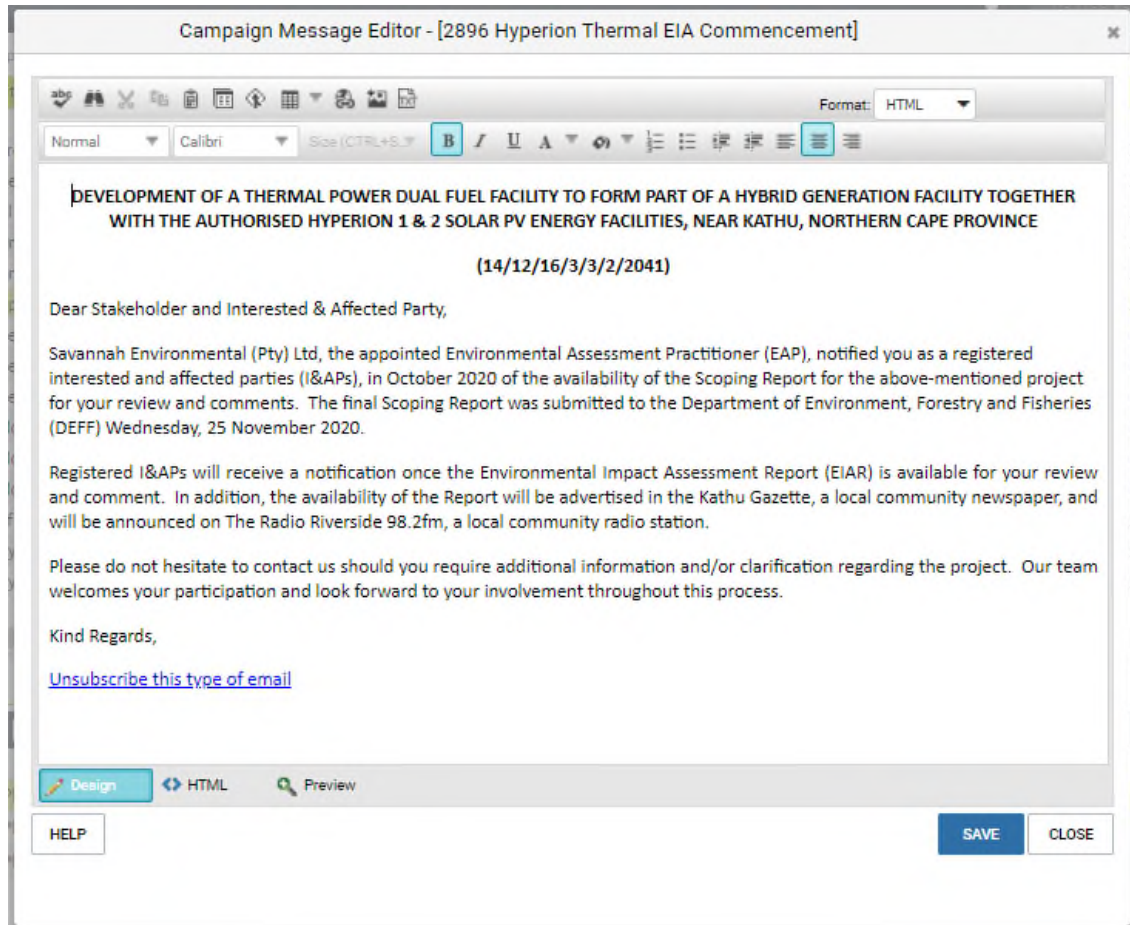 Campaign Message Editor - [2896 Hyperion Thermal EIA Commencement]
Format: HTML
Normal Calibri Size (CTRL+S... B I U A
DEVELOPMENT OF A THERMAL POWER DUAL FUEL FACILITY TO FORM PART OF A HYBRID GENERATION FACILITY TOGETHER
WITH THE AUTHORISED HYPERION 1 & 2 SOLAR PV ENERGY FACILITIES, NEAR KATHU, NORTHERN CAPE PROVINCE
(14/12/16/3/3/2/2041)
Dear Stakeholder and Interested & Affected Party,
Savannah Environmental (Pty) Ltd, the appointed Environmental Assessment Practitioner (EAP), notified you as a registered
interested and affected parties (I&APs), in October 2020 of the availability of the Scoping Report for the above-mentioned project
for your review and comments. The final Scoping Report was submitted to the Department of Environment, Forestry and Fisheries
(DEFF) Wednesday, 25 November 2020.
Registered I&APs will receive a notification once the Environmental Impact Assessment Report (EIAR) is available for your review
and comment. In addition, the availability of the Report will be advertised in the Kathu Gazette, a local community newspaper, and
will be announced on The Radio Riverside 98.2fm, a local community radio station.
Please do not hesitate to contact us should you require additional information and/or clarification regarding the project. Our team
welcomes your participation and look forward to your involvement throughout this process.
Kind Regards,
Unsubscribe this type of email
Design HTML Preview
HELP SAVE CLOSE